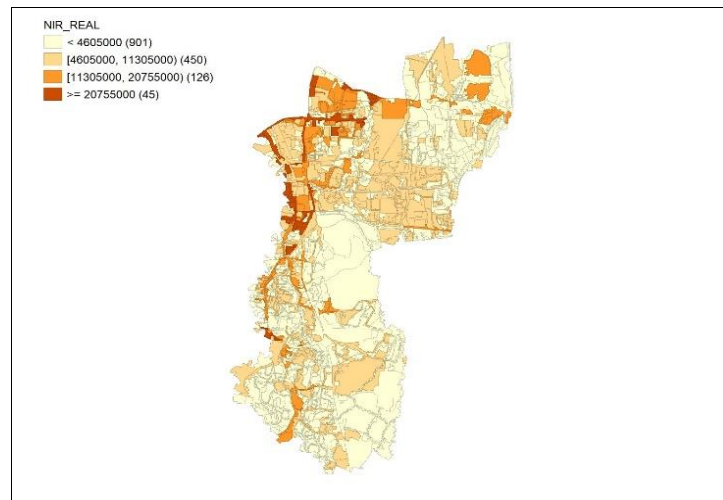 NIR_REAL
< 4605000 (901)
[4605000, 11305000) (450)
[11305000, 20755000) (126)
>= 20755000 (45)